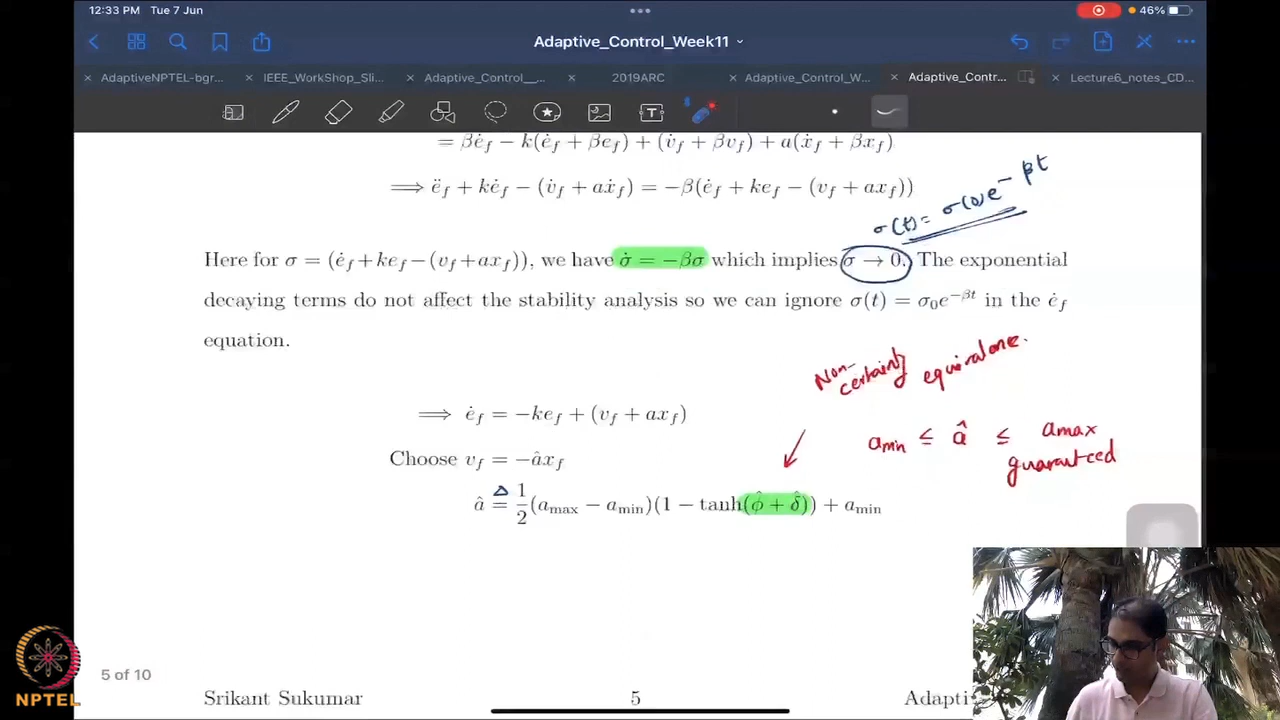 12:33 PM Tue 7 Jun
46%
Adaptive_Control_Week11
AdaptiveNPTEL-bgr...
IEEE_WorkShop_Sli...
Adaptive_Control__...
2019ARC
Adaptive_Control_W...
Adaptive_Contr...
Lecture6_notes_CD...
= βė_f − k(ė_f + βe_f) + (v̇_f + βv_f) + a(ẋ_f + βx_f)
⟹ ë_f + kė_f − (v̇_f + aẋ_f) = −β(ė_f + ke_f − (v_f + ax_f))
σ(t) = σ(0)e^{−βt}
Here for σ = (ė_f + ke_f − (v_f + ax_f)), we have σ̇ = −βσ which implies σ → 0. The exponential
decaying terms do not affect the stability analysis so we can ignore σ(t) = σ₀e^{−βt} in the ė_f
equation.
Non-
certainty equivalence.
⟹ ė_f = −ke_f + (v_f + ax_f)
a_min ≤ â ≤ a_max
guaranteed
Choose v_f = −âx_f
â ≜ 1/2(a_max − a_min)(1 − tanh(φ̂ + δ̂)) + a_min
5 of 10
NPTEL
Srikant Sukumar 5 Adapti